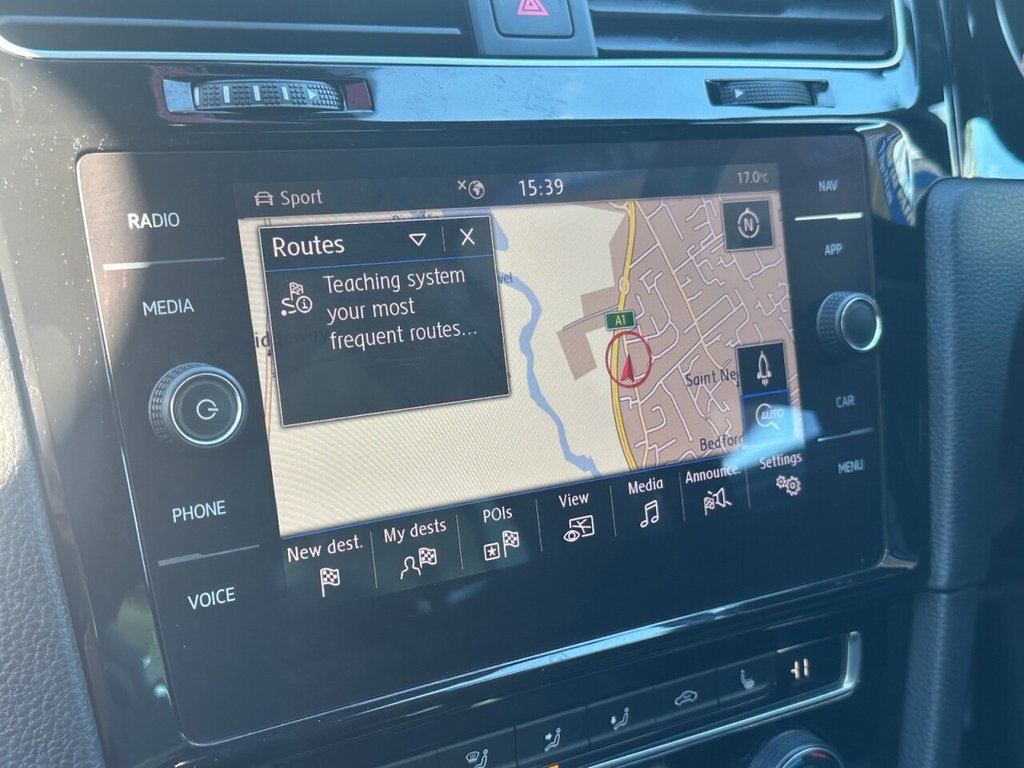 Sport
15:39
17.0°C
RADIO
MEDIA
PHONE
VOICE
NAV
APP
CAR
MENU
Routes
X
Teaching system
your most
frequent routes...
N
A1
Saint Ne
AUTO
Bedford
New dest.
My dests
POIs
View
Media
Announce.
Settings